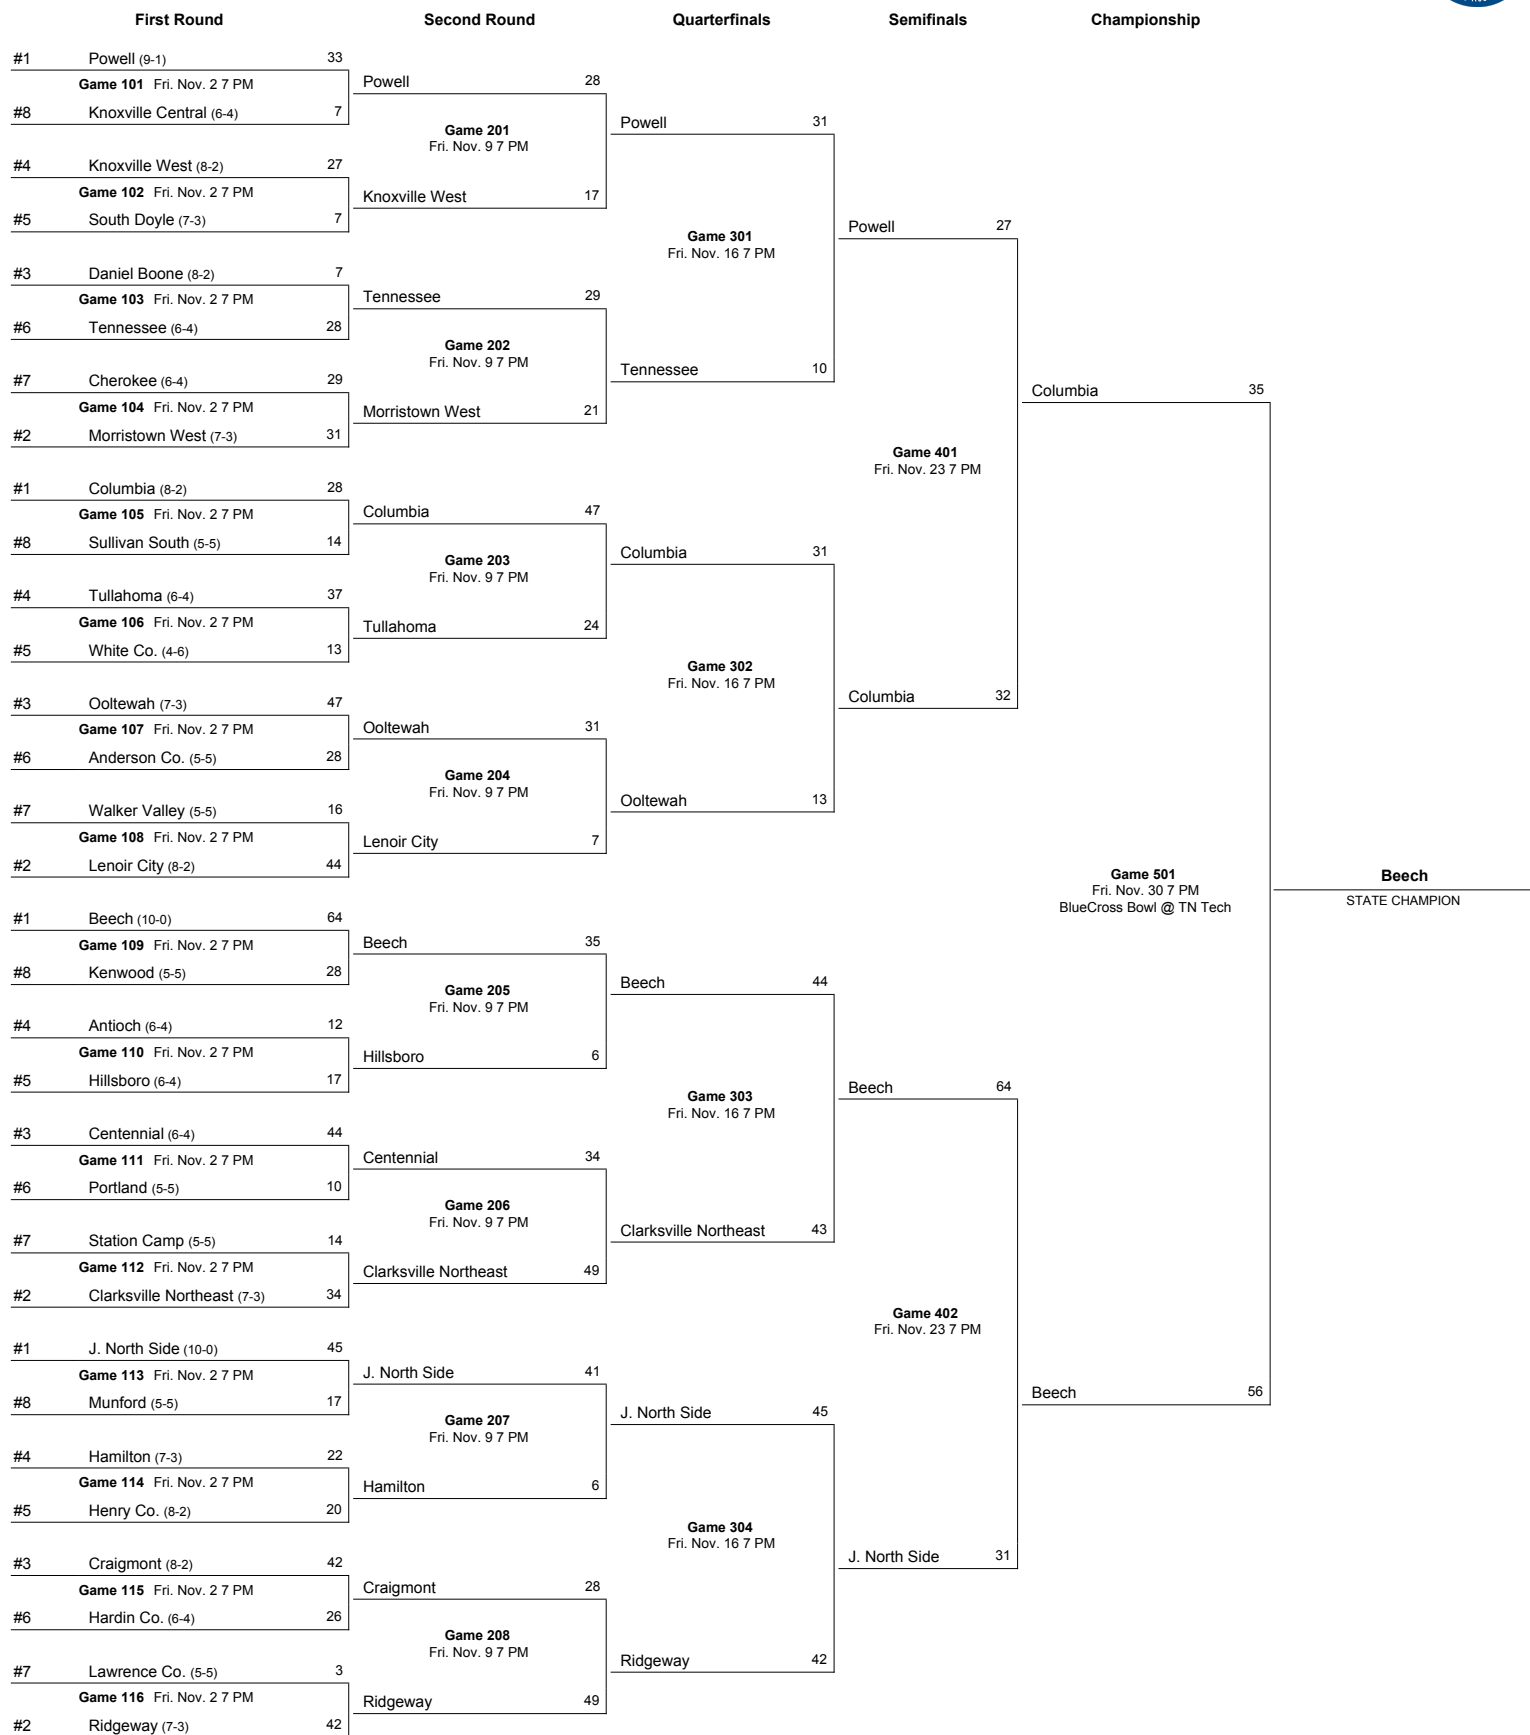 First Round Second Round Quarterfinals Semifinals Championship
#1 Powell (9-1) 33
Game 101 Fri. Nov. 2 7 PM
#8 Knoxville Central (6-4) 7
#4 Knoxville West (8-2) 27
Game 102 Fri. Nov. 2 7 PM
#5 South Doyle (7-3) 7
#3 Daniel Boone (8-2) 7
Game 103 Fri. Nov. 2 7 PM
#6 Tennessee (6-4) 28
#7 Cherokee (6-4) 29
Game 104 Fri. Nov. 2 7 PM
#2 Morristown West (7-3) 31
#1 Columbia (8-2) 28
Game 105 Fri. Nov. 2 7 PM
#8 Sullivan South (5-5) 14
#4 Tullahoma (6-4) 37
Game 106 Fri. Nov. 2 7 PM
#5 White Co. (4-6) 13
#3 Ooltewah (7-3) 47
Game 107 Fri. Nov. 2 7 PM
#6 Anderson Co. (5-5) 28
#7 Walker Valley (5-5) 16
Game 108 Fri. Nov. 2 7 PM
#2 Lenoir City (8-2) 44
#1 Beech (10-0) 64
Game 109 Fri. Nov. 2 7 PM
#8 Kenwood (5-5) 28
#4 Antioch (6-4) 12
Game 110 Fri. Nov. 2 7 PM
#5 Hillsboro (6-4) 17
#3 Centennial (6-4) 44
Game 111 Fri. Nov. 2 7 PM
#6 Portland (5-5) 10
#7 Station Camp (5-5) 14
Game 112 Fri. Nov. 2 7 PM
#2 Clarksville Northeast (7-3) 34
#1 J. North Side (10-0) 45
Game 113 Fri. Nov. 2 7 PM
#8 Munford (5-5) 17
#4 Hamilton (7-3) 22
Game 114 Fri. Nov. 2 7 PM
#5 Henry Co. (8-2) 20
#3 Craigmont (8-2) 42
Game 115 Fri. Nov. 2 7 PM
#6 Hardin Co. (6-4) 26
#7 Lawrence Co. (5-5) 3
Game 116 Fri. Nov. 2 7 PM
#2 Ridgeway (7-3) 42
Powell 28
Game 201
Fri. Nov. 9 7 PM
Knoxville West 17
Tennessee 29
Game 202
Fri. Nov. 9 7 PM
Morristown West 21
Columbia 47
Game 203
Fri. Nov. 9 7 PM
Tullahoma 24
Ooltewah 31
Game 204
Fri. Nov. 9 7 PM
Lenoir City 7
Beech 35
Game 205
Fri. Nov. 9 7 PM
Hillsboro 6
Centennial 34
Game 206
Fri. Nov. 9 7 PM
Clarksville Northeast 49
J. North Side 41
Game 207
Fri. Nov. 9 7 PM
Hamilton 6
Craigmont 28
Game 208
Fri. Nov. 9 7 PM
Ridgeway 49
Powell 31
Game 301
Fri. Nov. 16 7 PM
Tennessee 10
Columbia 31
Game 302
Fri. Nov. 16 7 PM
Ooltewah 13
Beech 44
Game 303
Fri. Nov. 16 7 PM
Clarksville Northeast 43
J. North Side 45
Game 304
Fri. Nov. 16 7 PM
Ridgeway 42
Powell 27
Game 401
Fri. Nov. 23 7 PM
Columbia 32
Beech 64
Game 402
Fri. Nov. 23 7 PM
J. North Side 31
Columbia 35
Game 501
Fri. Nov. 30 7 PM
BlueCross Bowl @ TN Tech
Beech 56
Beech
STATE CHAMPION